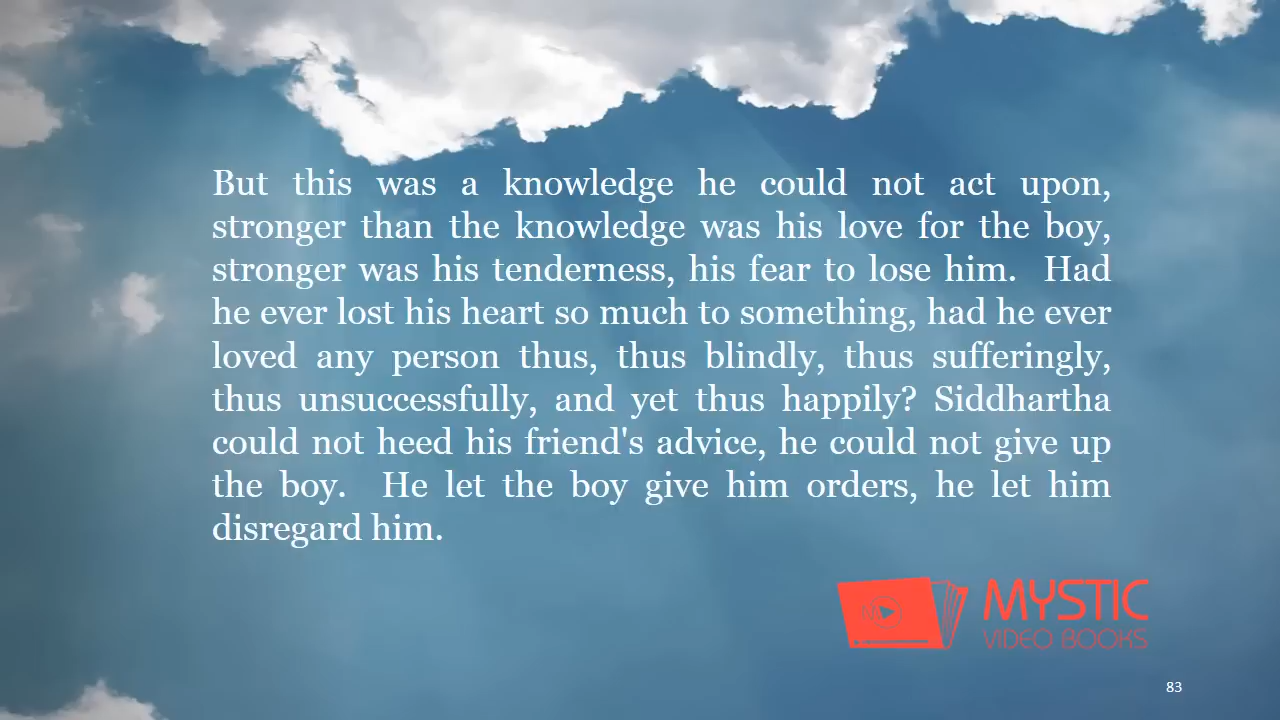 But this was a knowledge he could not act upon,
stronger than the knowledge was his love for the boy,
stronger was his tenderness, his fear to lose him.  Had
he ever lost his heart so much to something, had he ever
loved any person thus, thus blindly, thus sufferingly,
thus unsuccessfully, and yet thus happily? Siddhartha
could not heed his friend's advice, he could not give up
the boy.  He let the boy give him orders, he let him
disregard him.
MYSTIC
VIDEO BOOKS
83